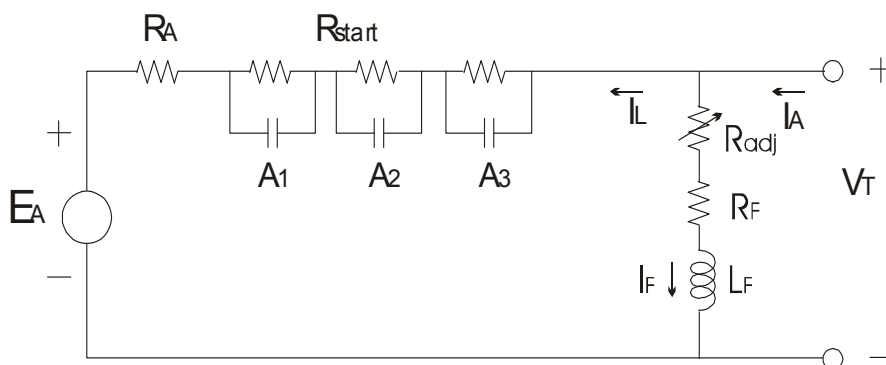 RA Rstart
IL IA
Radj
A1 A2 A3
+ +
EA VT
RF
− IF LF −